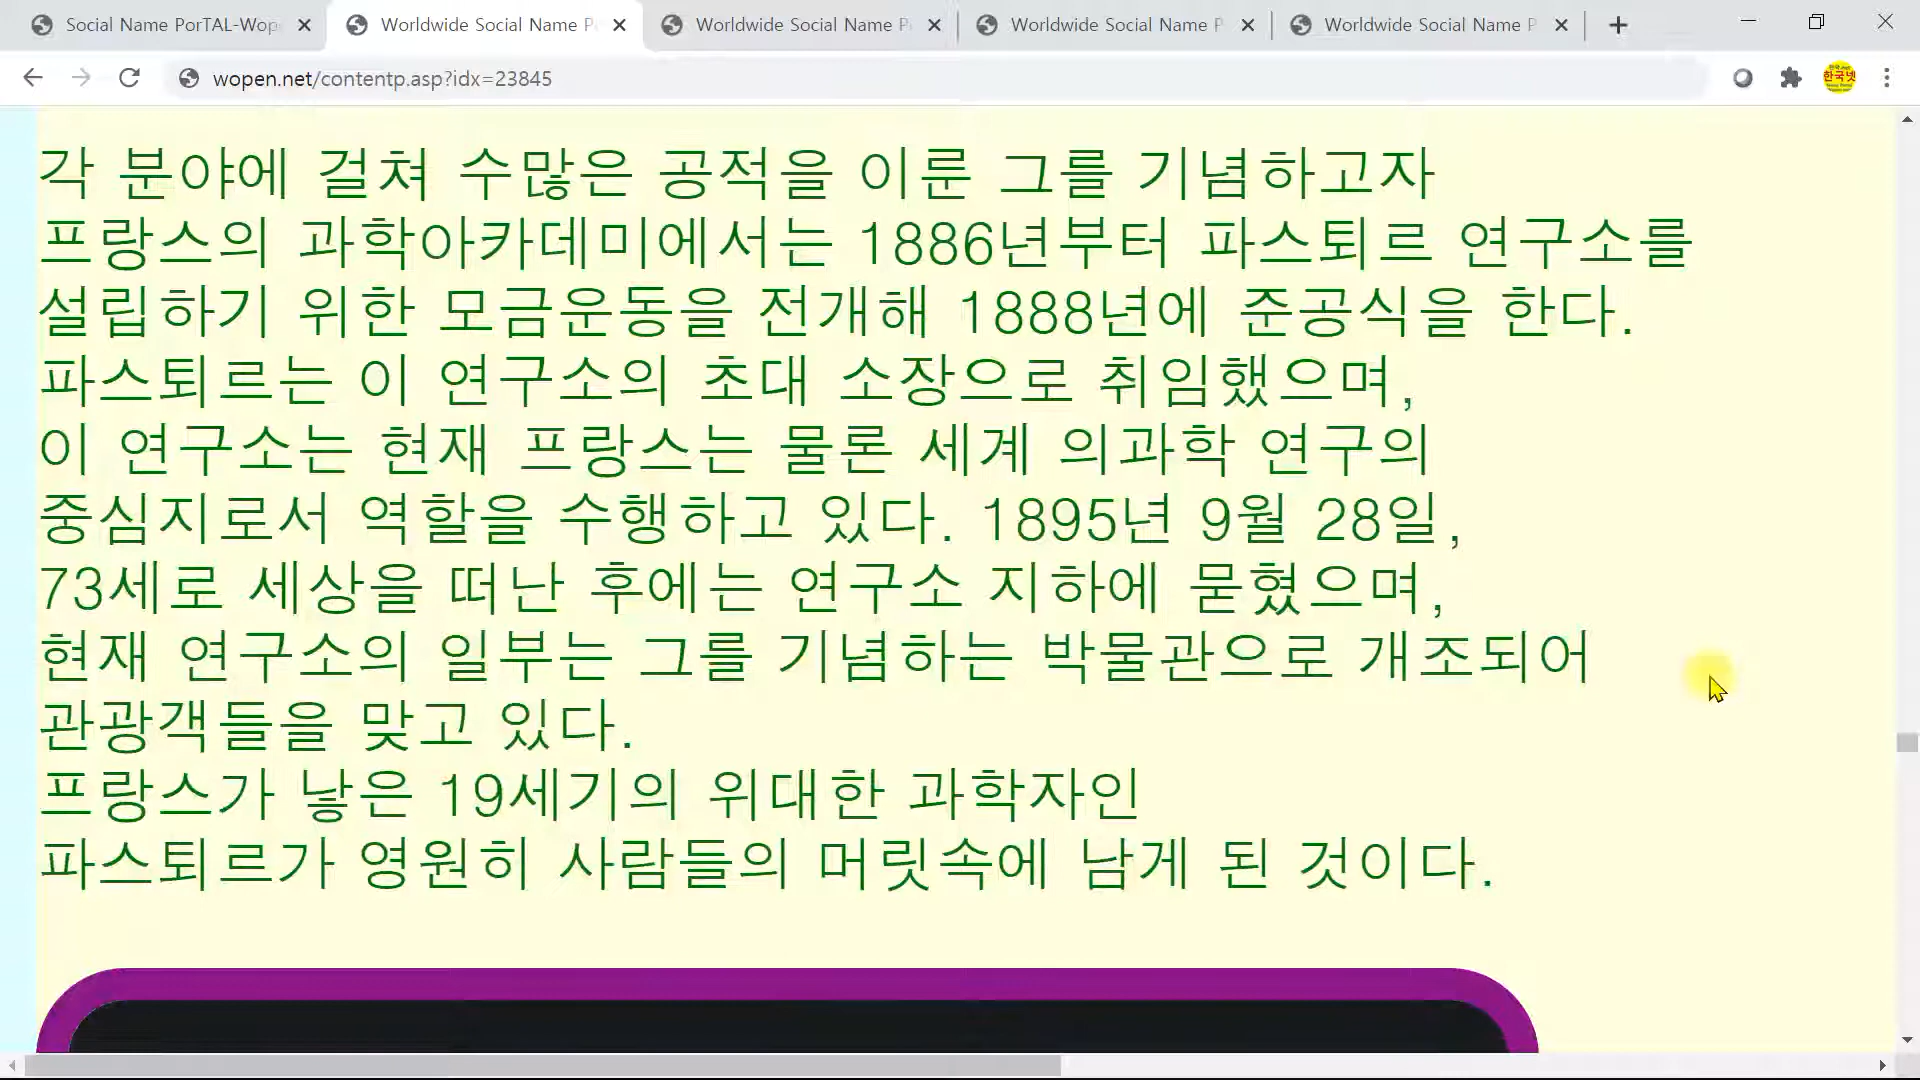 Social Name PorTAL-Wop
Worldwide Social Name P
Worldwide Social Name P
Worldwide Social Name P
Worldwide Social Name P
wopen.net/contentp.asp?idx=23845
한국넷
각 분야에 걸쳐 수많은 공적을 이룬 그를 기념하고자
프랑스의 과학아카데미에서는 1886년부터 파스퇴르 연구소를
설립하기 위한 모금운동을 전개해 1888년에 준공식을 한다.
파스퇴르는 이 연구소의 초대 소장으로 취임했으며,
이 연구소는 현재 프랑스는 물론 세계 의과학 연구의
중심지로서 역할을 수행하고 있다. 1895년 9월 28일,
73세로 세상을 떠난 후에는 연구소 지하에 묻혔으며,
현재 연구소의 일부는 그를 기념하는 박물관으로 개조되어
관광객들을 맞고 있다.
프랑스가 낳은 19세기의 위대한 과학자인
파스퇴르가 영원히 사람들의 머릿속에 남게 된 것이다.